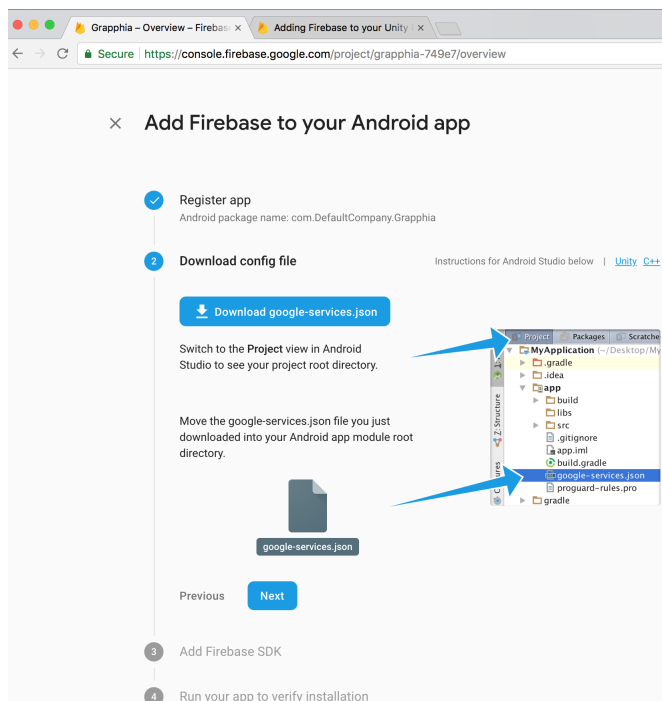 Grapphia – Overview – Firebase
Adding Firebase to your Unity
Secure
https://console.firebase.google.com/project/grapphia-749e7/overview
Add Firebase to your Android app
Register app
Android package name: com.DefaultCompany.Grapphia
2
Download config file
Instructions for Android Studio below | Unity C++
Download google-services.json
Switch to the Project view in Android
Studio to see your project root directory.
Move the google-services.json file you just
downloaded into your Android app module root
directory.
google-services.json
Project
Packages
Scratche
MyApplication (~/Desktop/My
.gradle
.idea
app
build
libs
src
.gitignore
app.iml
build.gradle
google-services.json
proguard-rules.pro
gradle
Z: Structure
Previous
Next
3
Add Firebase SDK
4
Run your app to verify installation